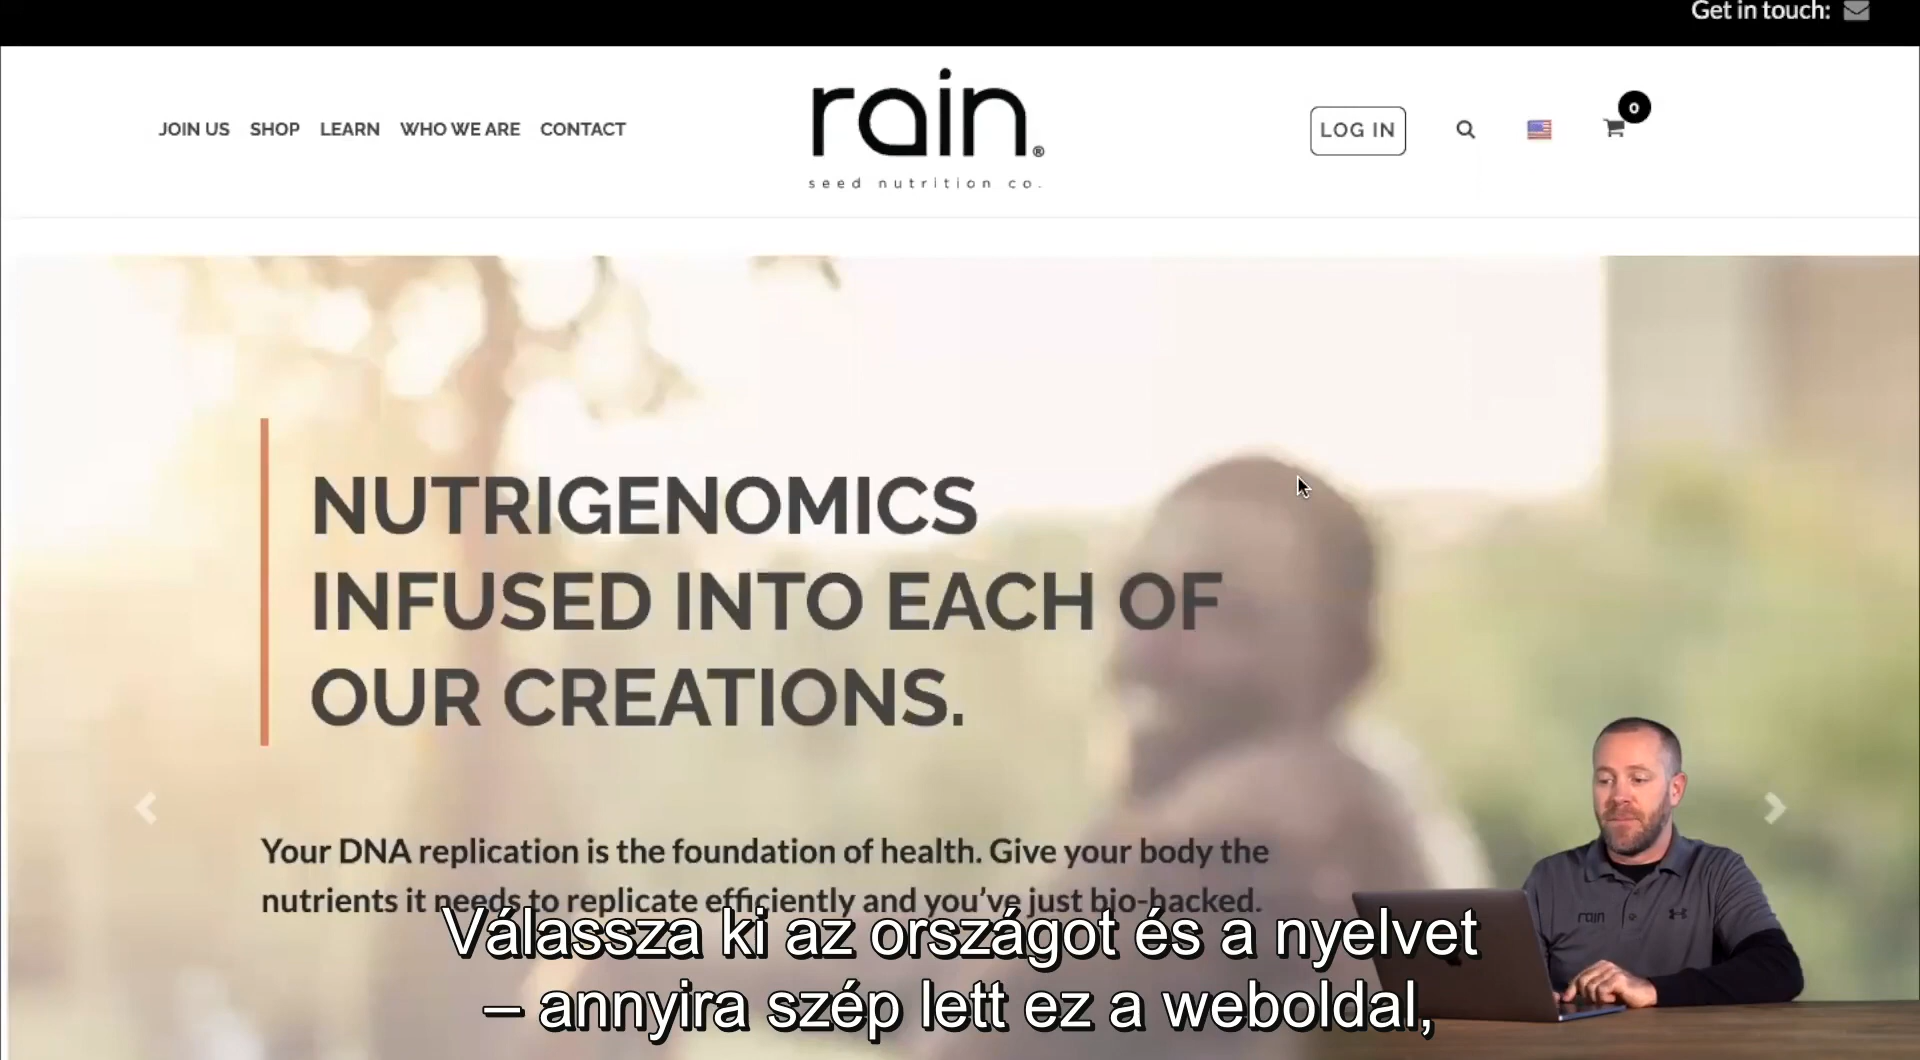 Get in touch:
JOIN US SHOP LEARN WHO WE ARE CONTACT
rain®
seed nutrition co.
LOG IN
0
NUTRIGENOMICS
INFUSED INTO EACH OF
OUR CREATIONS.
Your DNA replication is the foundation of health. Give your body the
nutrients it needs to replicate efficiently and you've just bio-hacked.
rain
Válassza ki az országot és a nyelvet
– annyira szép lett ez a weboldal,